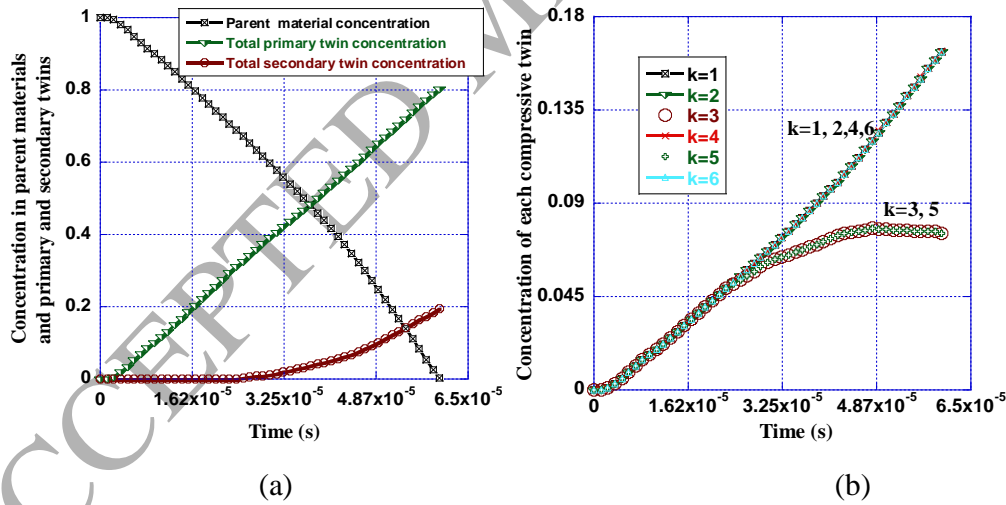 Parent material concentration
Total primary twin concentration
Total secondary twin concentration
Concentration in parent materials
and primary and secondary twins
1
0.8
0.6
0.4
0.2
0
0
1.62x10-5
3.25x10-5
4.87x10-5
6.5x10-5
Time (s)
(a)
Concentration of each compressive twin
0.18
0.135
0.09
0.045
0
k=1
k=2
k=3
k=4
k=5
k=6
k=1, 2,4,6
k=3, 5
0
1.62x10-5
3.25x10-5
4.87x10-5
6.5x10-5
Time (s)
(b)
CCEPTED M